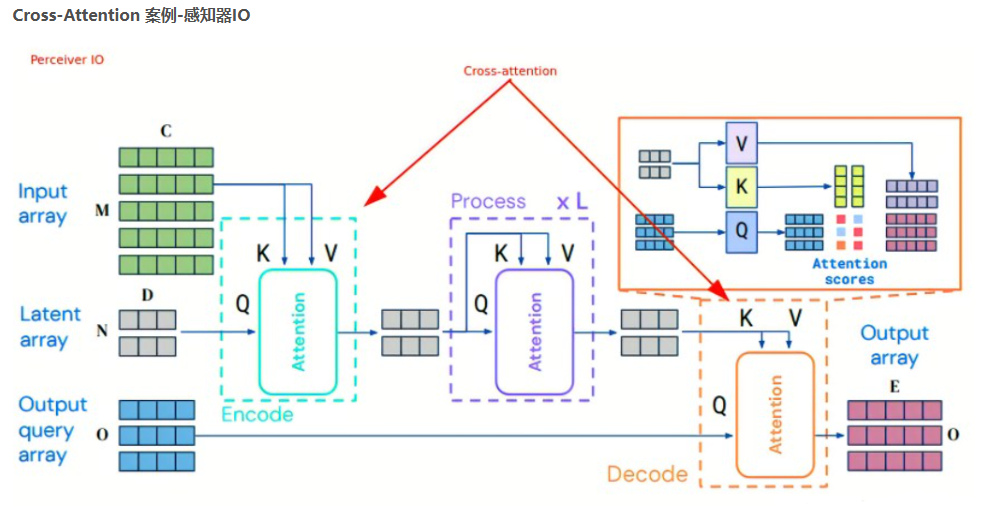 Cross-Attention 案例-感知器IO
Perceiver IO
Cross-attention
C
Input
array
M
K
V
Q
Attention
Encode
D
Latent
array
N
Process x L
K
V
Q
Attention
V
K
Q
Attention
scores
K
V
Q
Attention
Decode
Output
array
E
O
Output
query
array
O